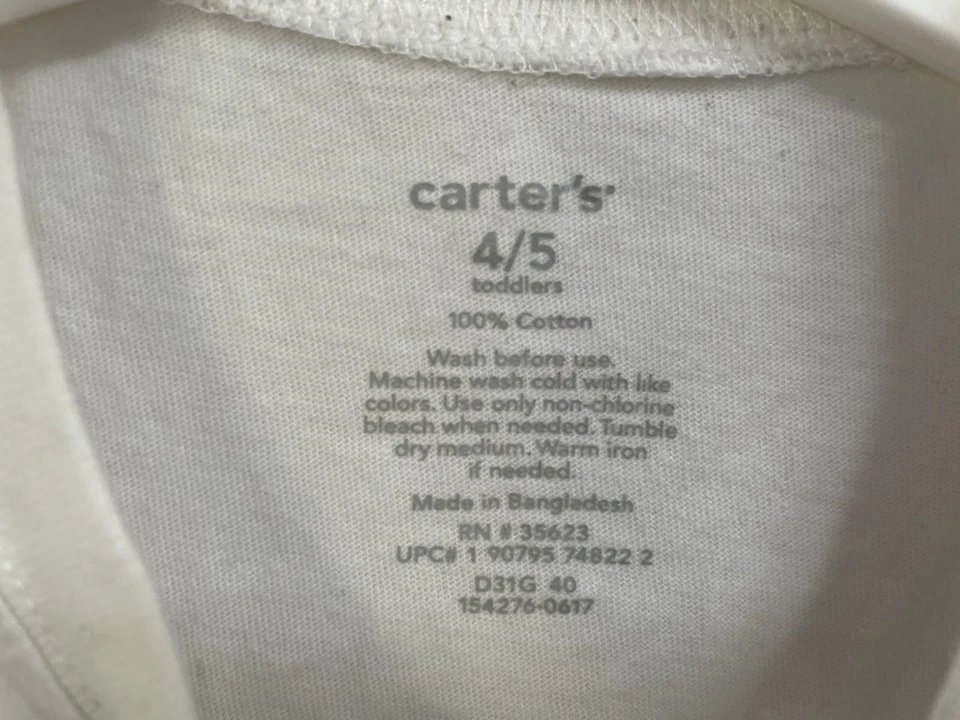 carter's
4/5
toddlers
100% Cotton
Wash before use.
Machine wash cold with like
colors. Use only non-chlorine
bleach when needed. Tumble
dry medium. Warm iron
if needed.
Made in Bangladesh
RN # 35623
UPC# 1 90795 74822 2
D31G 40
154276-0617